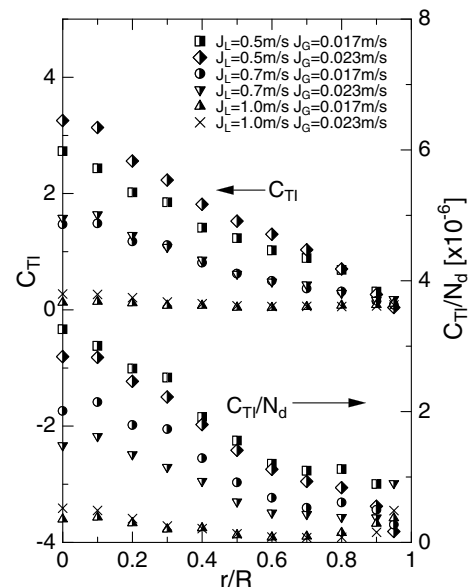 J_L=0.5m/s J_G=0.017m/s
J_L=0.5m/s J_G=0.023m/s
J_L=0.7m/s J_G=0.017m/s
J_L=0.7m/s J_G=0.023m/s
J_L=1.0m/s J_G=0.017m/s
J_L=1.0m/s J_G=0.023m/s
C_TI
C_TI/N_d
4
2
0
-2
-4
C_TI
8
6
4
2
0
C_TI/N_d [x10^-6]
0 0.2 0.4 0.6 0.8 1
r/R